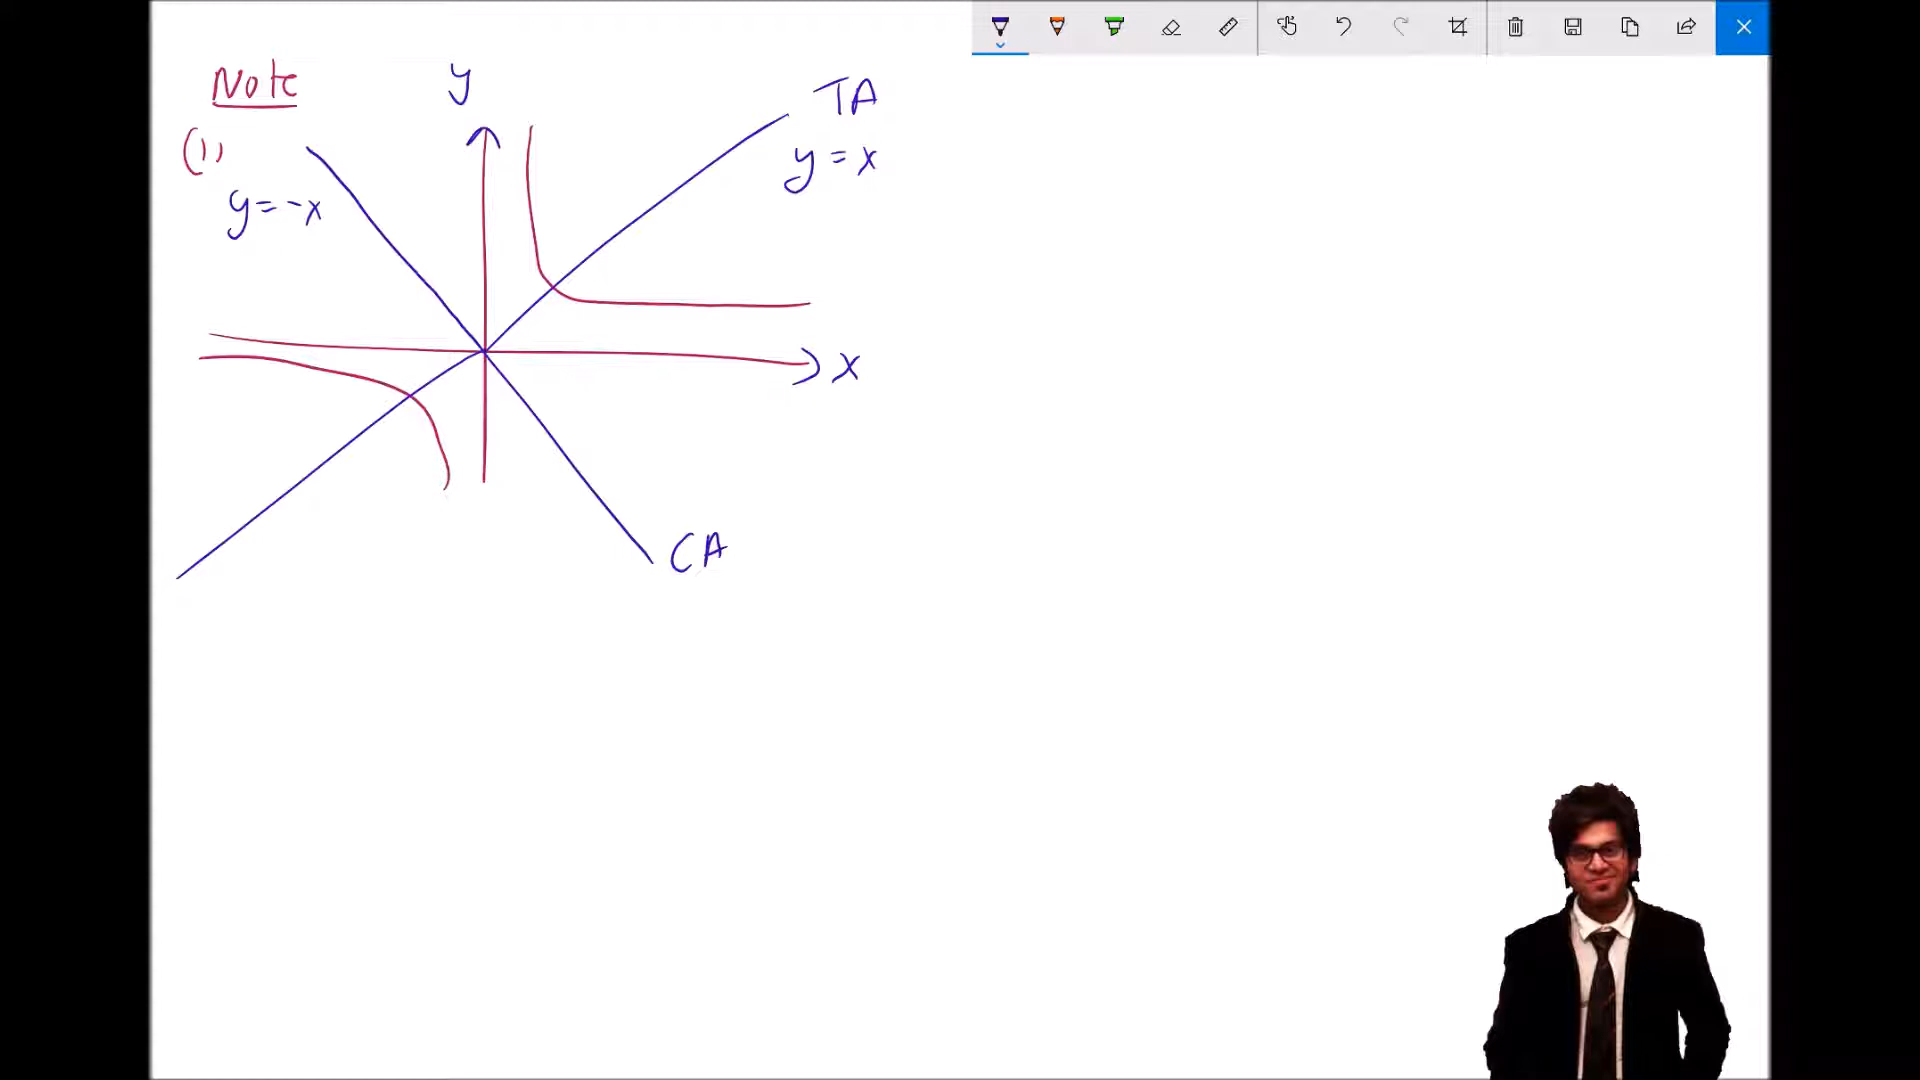 Note
y
TA
(1)
y = x
y = -x
x
CA